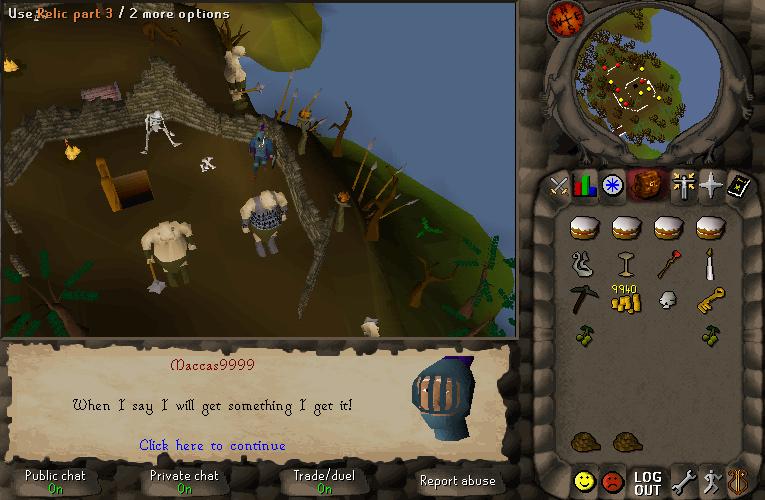 Use Relic part 3 / 2 more options
9940
Maccas9999
When I say I will get something I get it!
Click here to continue
Public chat
On
Private chat
On
Trade/duel
On
Report abuse
LOG
OUT